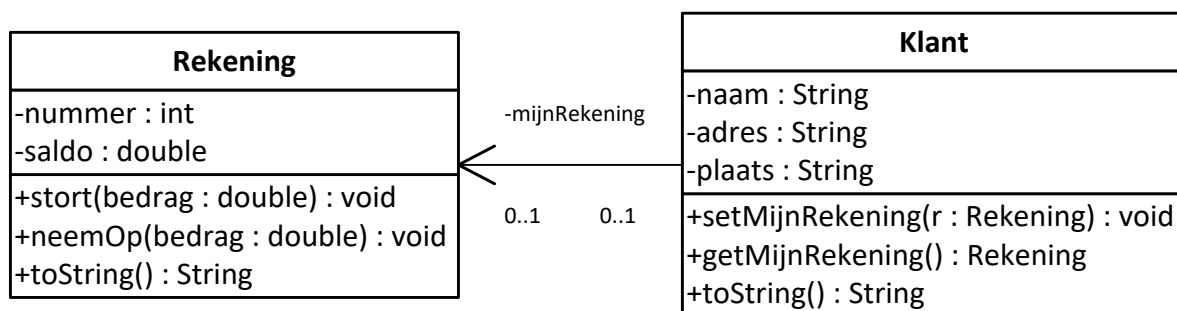 Rekening
-nummer : int
-saldo : double
+stort(bedrag : double) : void
+neemOp(bedrag : double) : void
+toString() : String
-mijnRekening
0..1
0..1
Klant
-naam : String
-adres : String
-plaats : String
+setMijnRekening(r : Rekening) : void
+getMijnRekening() : Rekening
+toString() : String